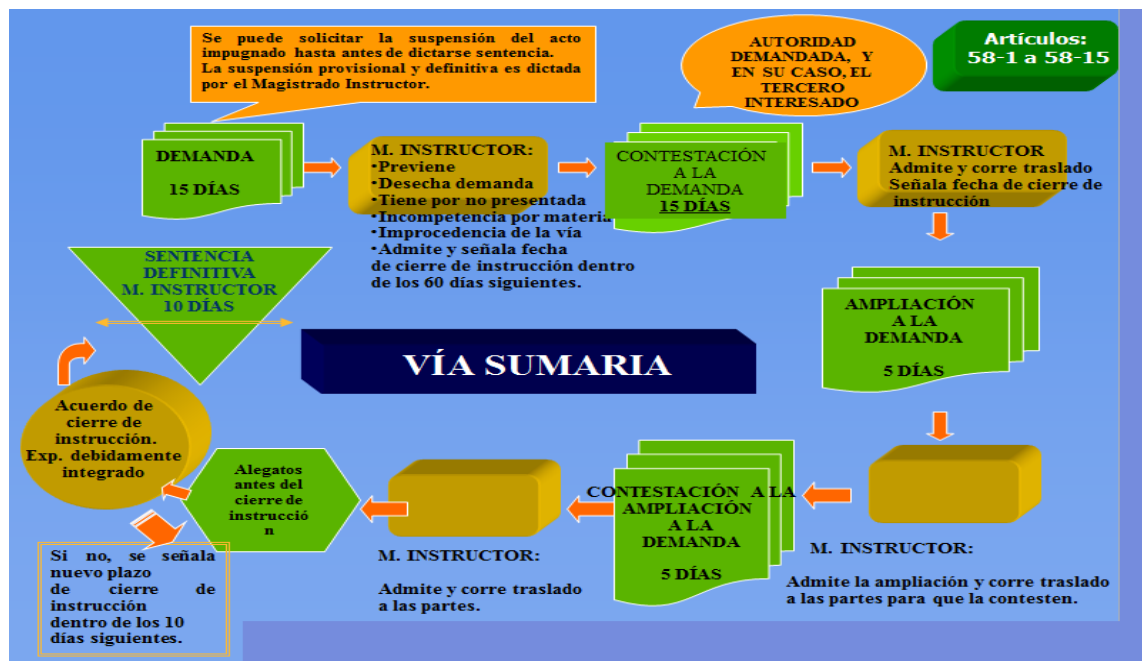 Se puede solicitar la suspensión del acto
impugnado hasta antes de dictarse sentencia.
La suspensión provisional y definitiva es dictada
por el Magistrado Instructor.
AUTORIDAD
DEMANDADA, Y
EN SU CASO, EL
TERCERO
INTERESADO
Artículos:
58-1 a 58-15
DEMANDA
15 DÍAS
M. INSTRUCTOR:
•Previene
•Desecha demanda
•Tiene por no presentada
•Incompetencia por materia
•Improcedencia de la vía
•Admite y señala fecha
de cierre de instrucción dentro
de los 60 días siguientes.
CONTESTACIÓN
A LA
DEMANDA
15 DÍAS
M. INSTRUCTOR
Admite y corre traslado
Señala fecha de cierre de
instrucción
SENTENCIA
DEFINITIVA
M. INSTRUCTOR
10 DÍAS
VÍA SUMARIA
AMPLIACIÓN
A LA
DEMANDA
5 DÍAS
M. INSTRUCTOR:
Admite la ampliación y corre traslado
a las partes para que la contesten.
CONTESTACIÓN A LA
AMPLIACIÓN
A LA
DEMANDA
5 DÍAS
M. INSTRUCTOR:
Admite y corre traslado
a las partes.
Alegatos
antes del
cierre de
instrucció
n
Acuerdo de
cierre de
instrucción.
Exp. debidamente
integrado
Si no, se señala
nuevo plazo
de cierre de
instrucción
dentro de los 10
días siguientes.